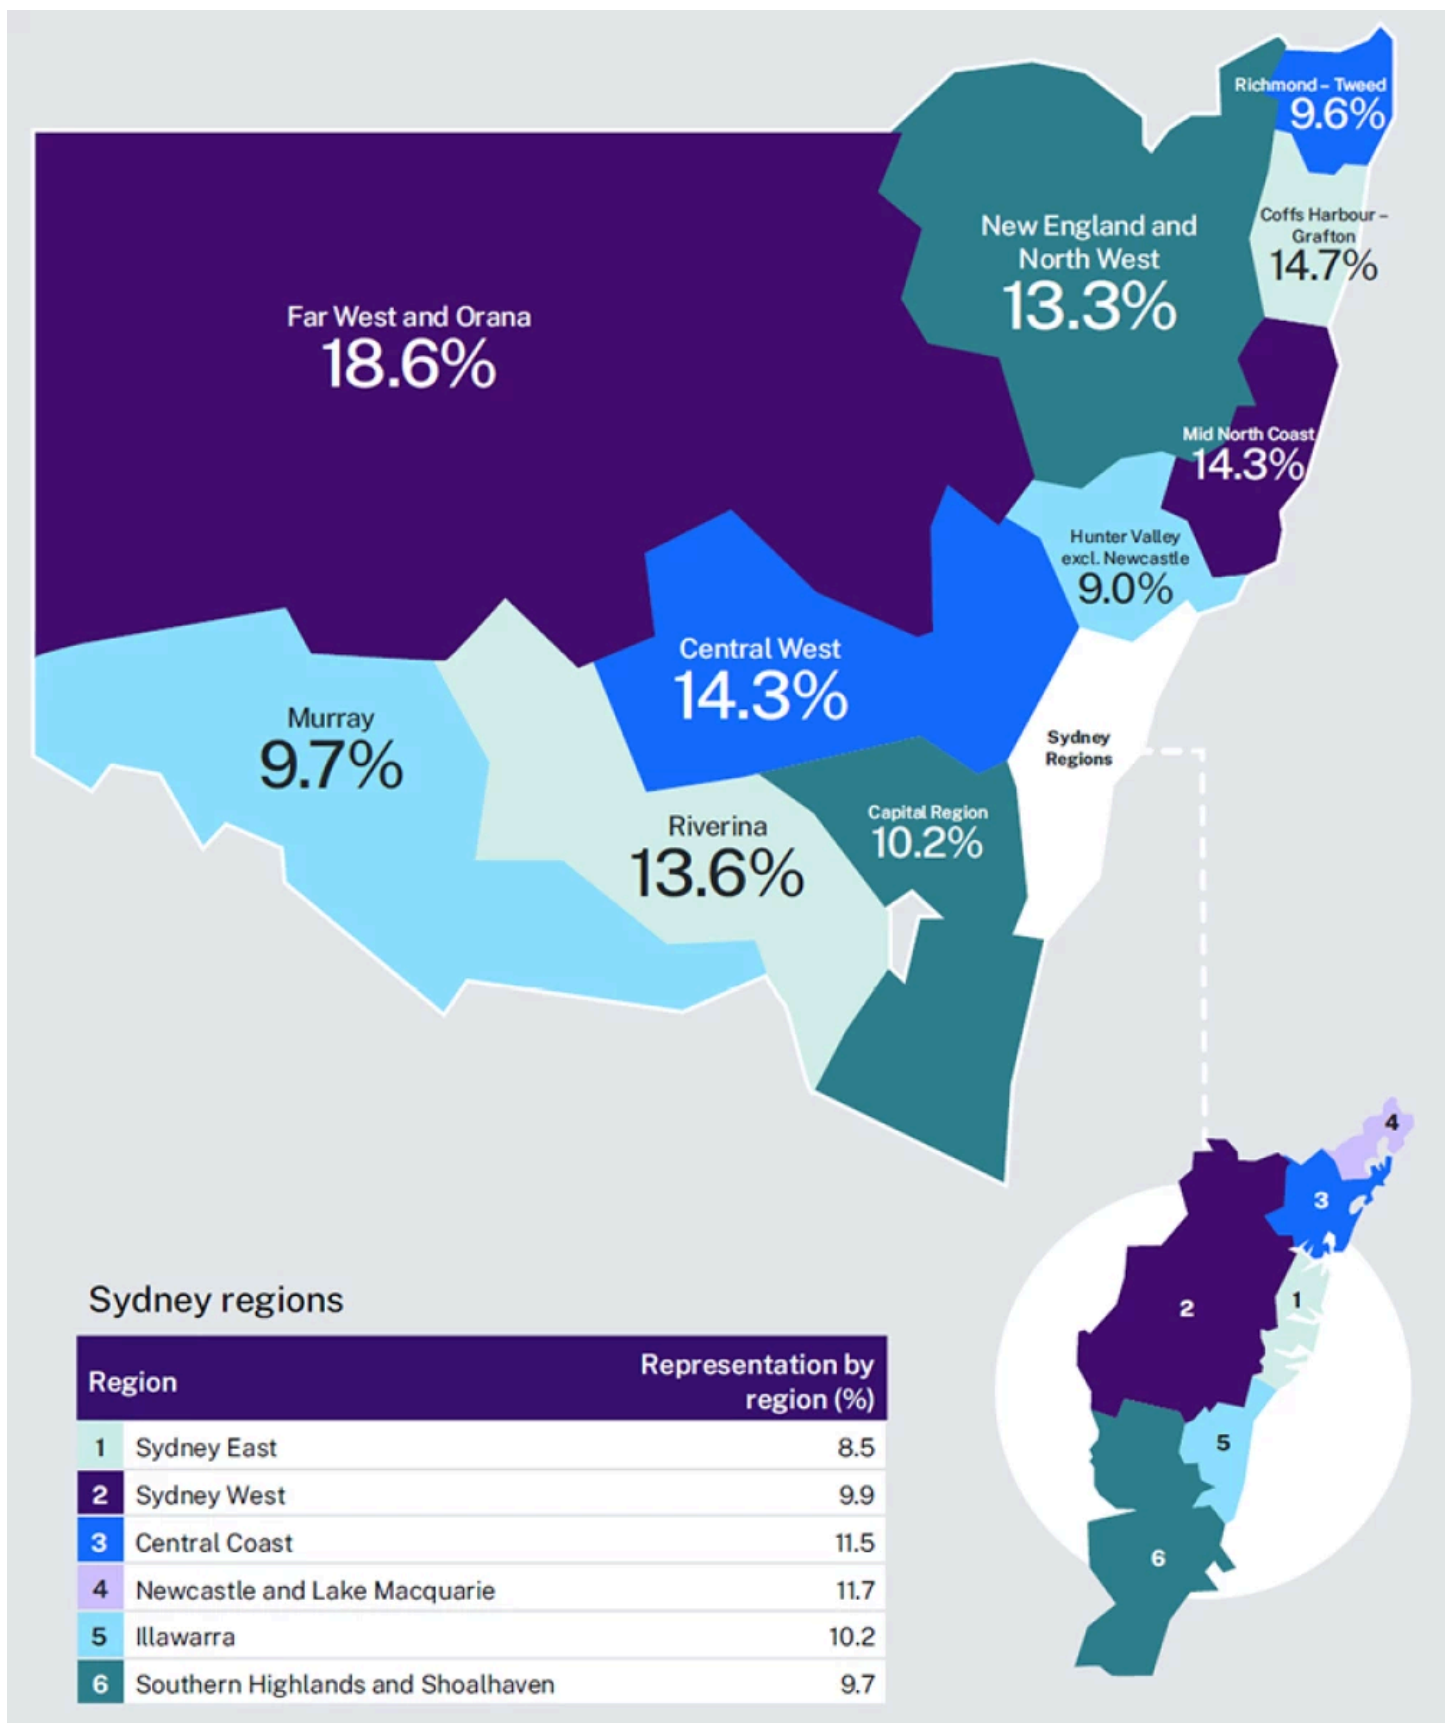 Richmond – Tweed
9.6%
Coffs Harbour –
Grafton
14.7%
New England and
North West
13.3%
Far West and Orana
18.6%
Mid North Coast
14.3%
Hunter Valley
excl. Newcastle
9.0%
Central West
14.3%
Murray
9.7%
Sydney
Regions
Riverina
13.6%
Capital Region
10.2%
4
3
1
2
5
6
Sydney regions
Region Representation by
region (%)
1 Sydney East 8.5
2 Sydney West 9.9
3 Central Coast 11.5
4 Newcastle and Lake Macquarie 11.7
5 Illawarra 10.2
6 Southern Highlands and Shoalhaven 9.7